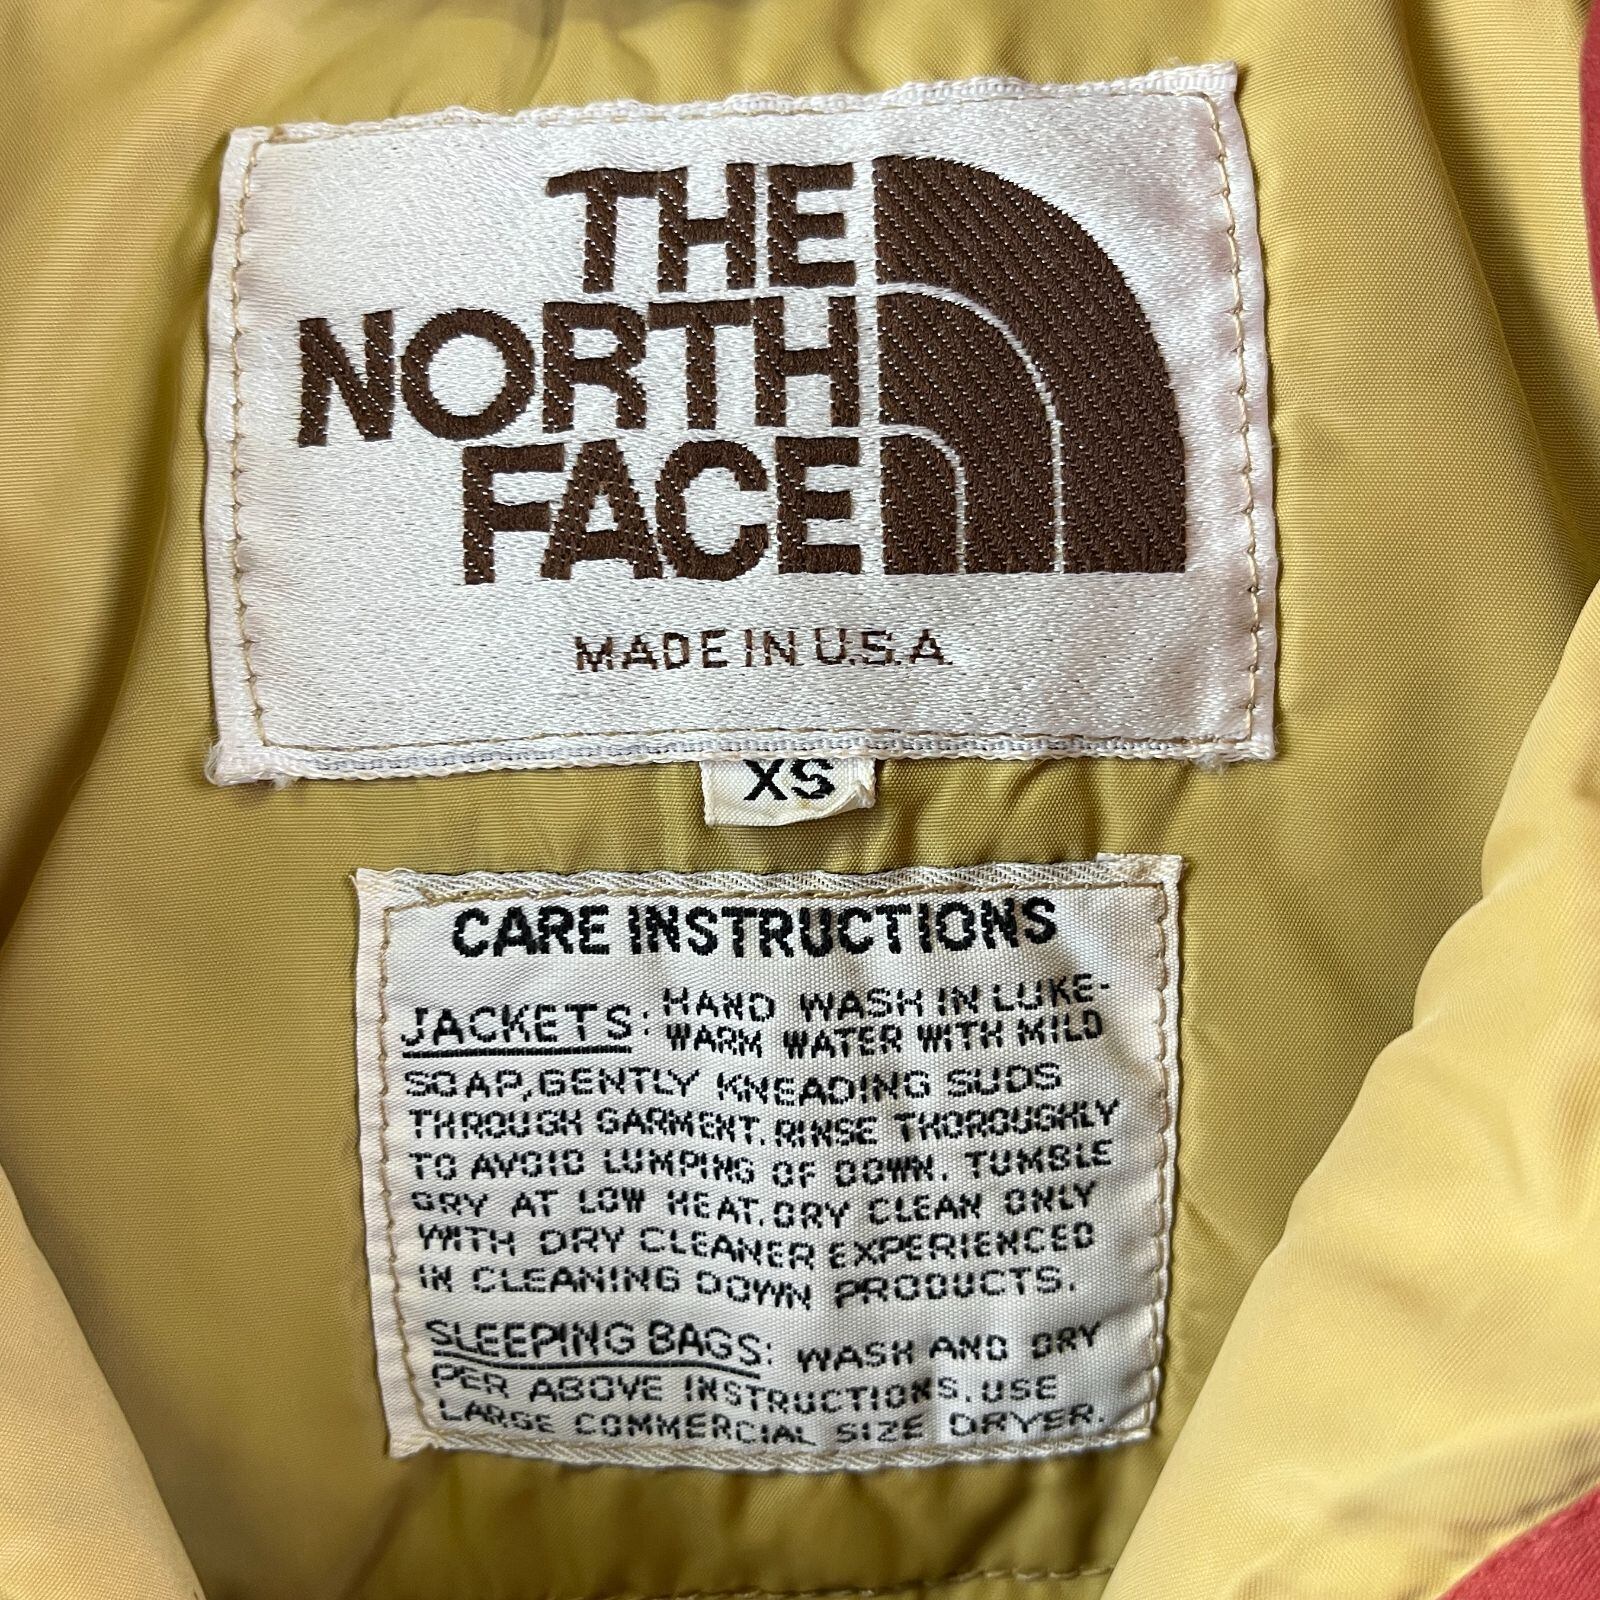 THE
NORTH
FACE
MADE IN U.S.A.
XS
CARE INSTRUCTIONS
JACKETS: HAND WASH IN LUKE-
WARM WATER WITH MILD
SOAP, GENTLY KNEADING SUDS
THROUGH GARMENT. RINSE THOROUGHLY
TO AVOID LUMPING OF DOWN. TUMBLE
DRY AT LOW HEAT. DRY CLEAN ONLY
WITH DRY CLEANER EXPERIENCED
IN CLEANING DOWN PRODUCTS.
SLEEPING BAGS: WASH AND DRY
PER ABOVE INSTRUCTIONS. USE
LARGE COMMERCIAL SIZE DRYER.